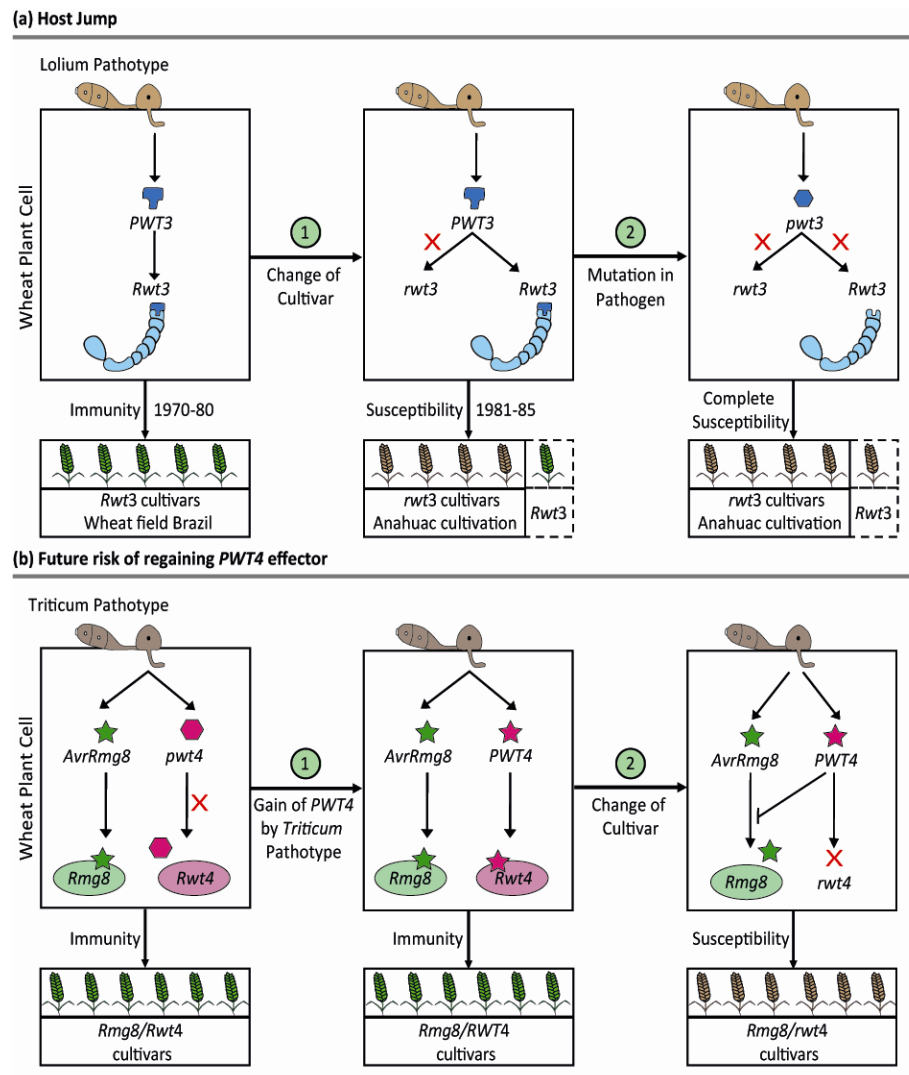 (a) Host Jump
Lolium Pathotype
Wheat Plant Cell
PWT3
Rwt3
Immunity 1970-80
Rwt3 cultivars
Wheat field Brazil
1
Change of
Cultivar
PWT3
rwt3 Rwt3
Susceptibility 1981-85
rwt3 cultivars
Anahuac cultivation
Rwt3
2
Mutation in
Pathogen
pwt3
rwt3 Rwt3
Complete
Susceptibility
rwt3 cultivars
Anahuac cultivation
Rwt3
(b) Future risk of regaining PWT4 effector
Triticum Pathotype
Wheat Plant Cell
AvrRmg8 pwt4
Rmg8 Rwt4
Immunity
Rmg8/Rwt4
cultivars
1
Gain of PWT4
by Triticum
Pathotype
AvrRmg8 PWT4
Rmg8 Rwt4
Immunity
Rmg8/RWT4
cultivars
2
Change of
Cultivar
AvrRmg8 PWT4
Rmg8 rwt4
Susceptibility
Rmg8/rwt4
cultivars